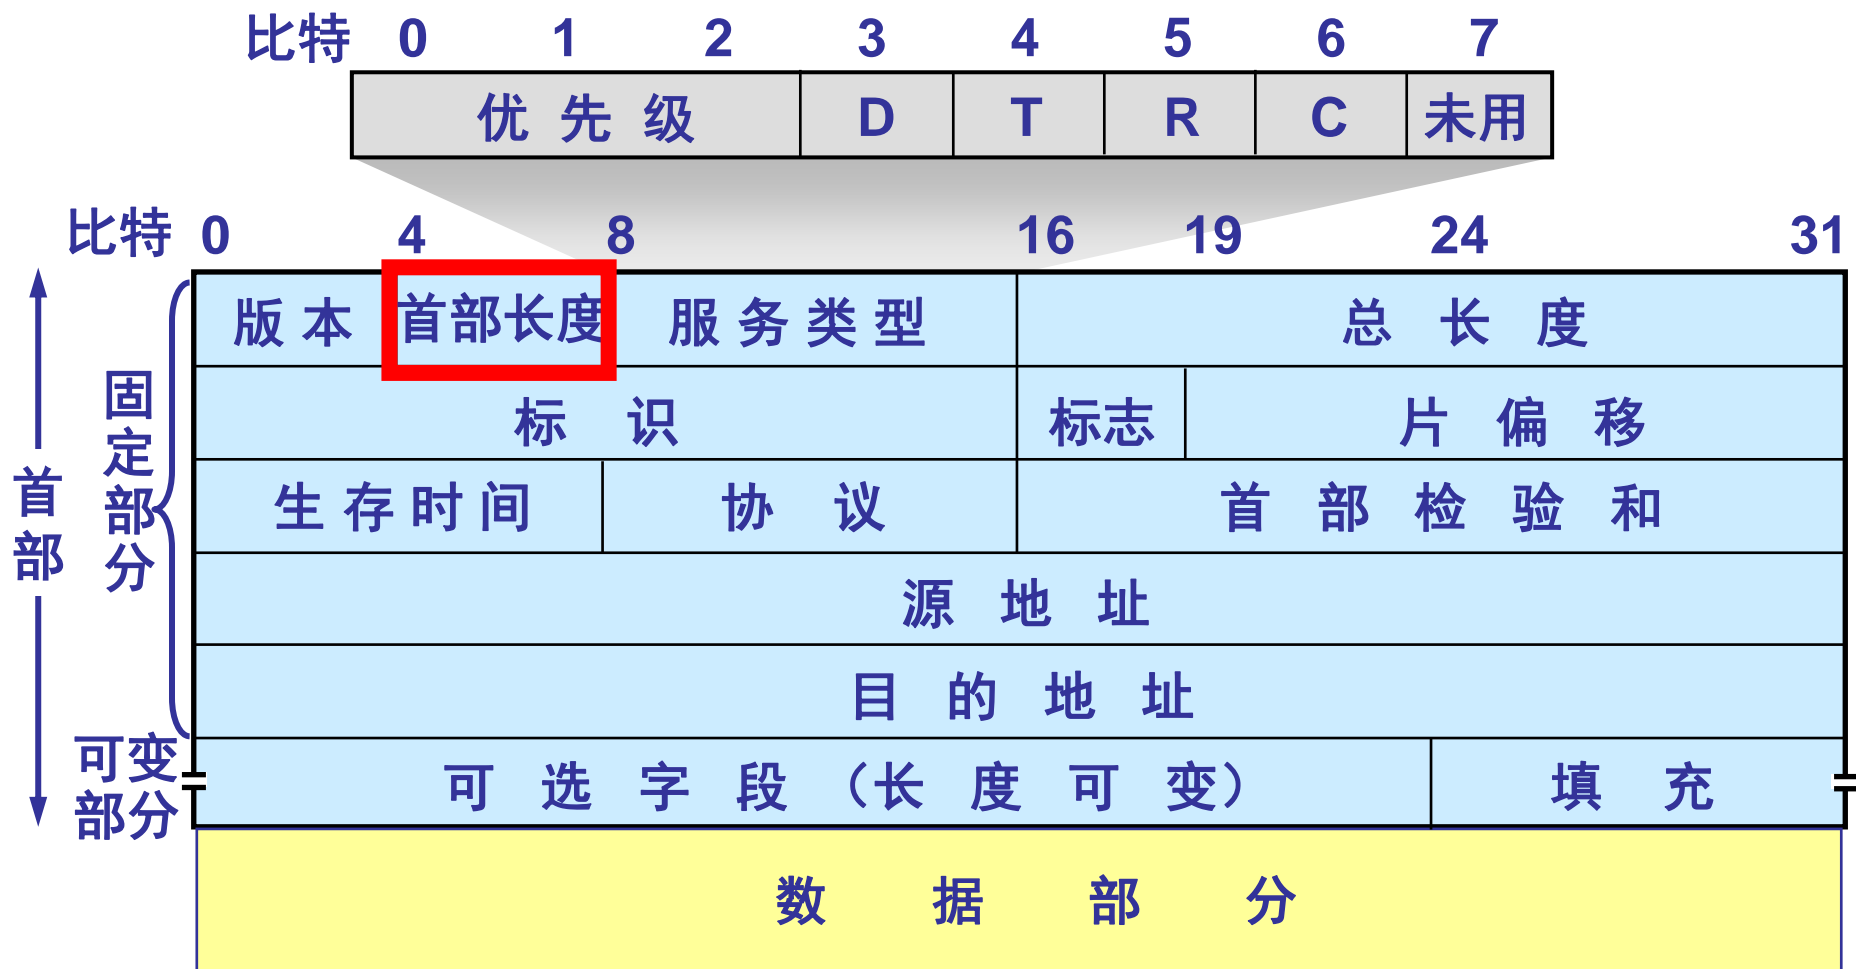 比特 0 1 2 3 4 5 6 7
优先级 D T R C 未用
比特 0 4 8 16 19 24 31
版本 首部长度 服务类型 总长度
标识 标志 片偏移
生存时间 协议 首部检验和
源地址
目的地址
可选字段（长度可变） 填充
数据部分
首部
固定部分
可变
部分